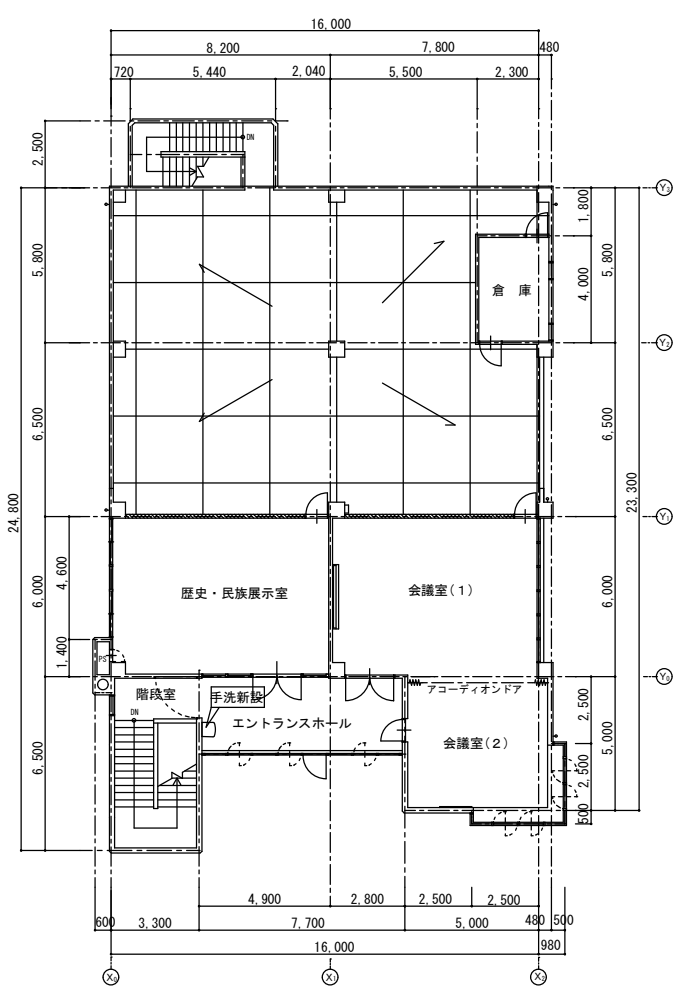 16,000
8,200
7,800
480
720
5,440
2,040
5,500
2,300
2,500
DN
Y3
1,800
5,800
5,800
4,000
倉 庫
Y2
6,500
6,500
24,800
23,300
Y1
4,600
6,000
6,000
歴史・民族展示室
会議室(1)
1,400
PS
Y0
階段室
手洗新設
アコーディオンドア
DN
エントランスホール
会議室(2)
2,500
5,000
6,500
2,500
500
4,900
2,800
2,500
2,500
600
3,300
7,700
5,000
480
500
16,000
980
X0
X1
X2